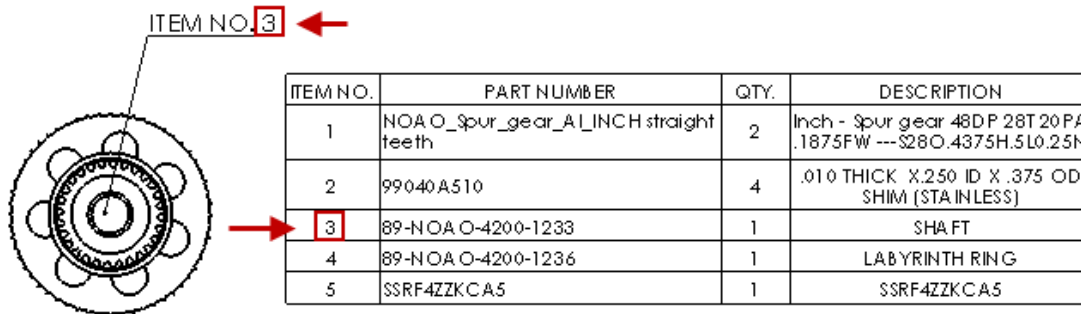 ITEM NO. 3
ITEM NO. PART NUMBER QTY. DESCRIPTION
1 NOAO_Spur_gear_AI_INCH straight teeth 2 Inch - Spur gear 48DP 28T 20PA .1875FW ---S28O.4375H.5L0.25N
2 99040A510 4 .010 THICK X.250 ID X .375 OD SHIM (STAINLESS)
3 89-NOAO-4200-1233 1 SHAFT
4 89-NOAO-4200-1236 1 LABYRINTH RING
5 SSRF4ZZKCA5 1 SSRF4ZZKCA5